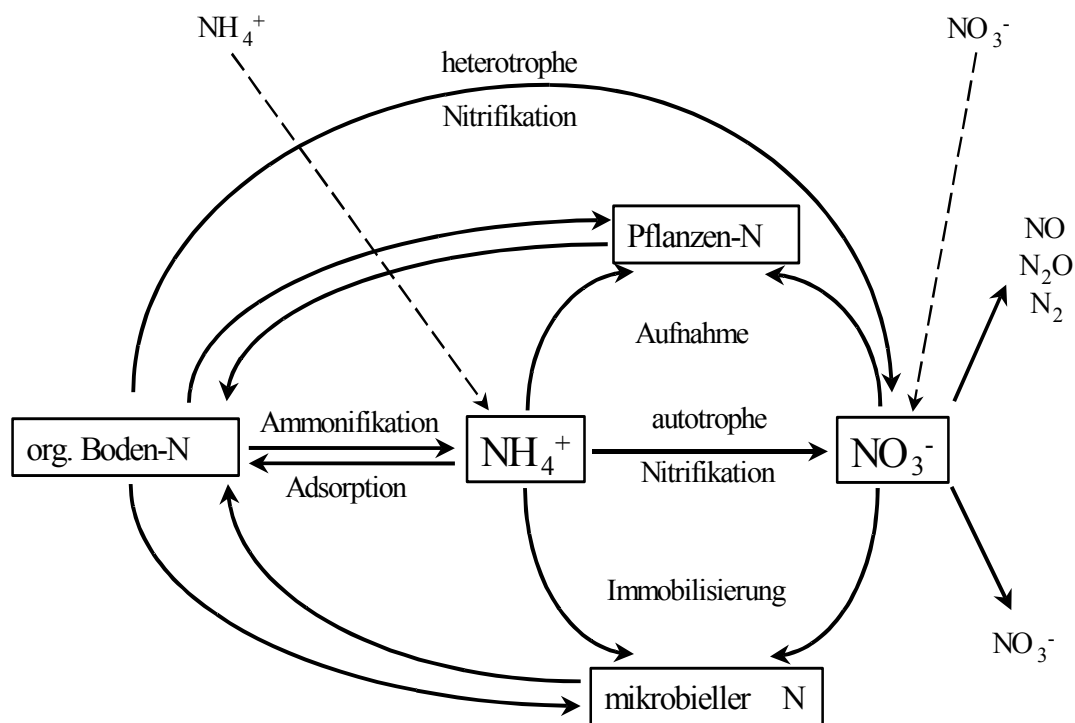 NH₄⁺
NO₃⁻
heterotrophe
Nitrifikation
Pflanzen-N
NO
N₂O
N₂
Aufnahme
org. Boden-N
Ammonifikation
Adsorption
NH₄⁺
autotrophe
Nitrifikation
NO₃⁻
Immobilisierung
NO₃⁻
mikrobieller N